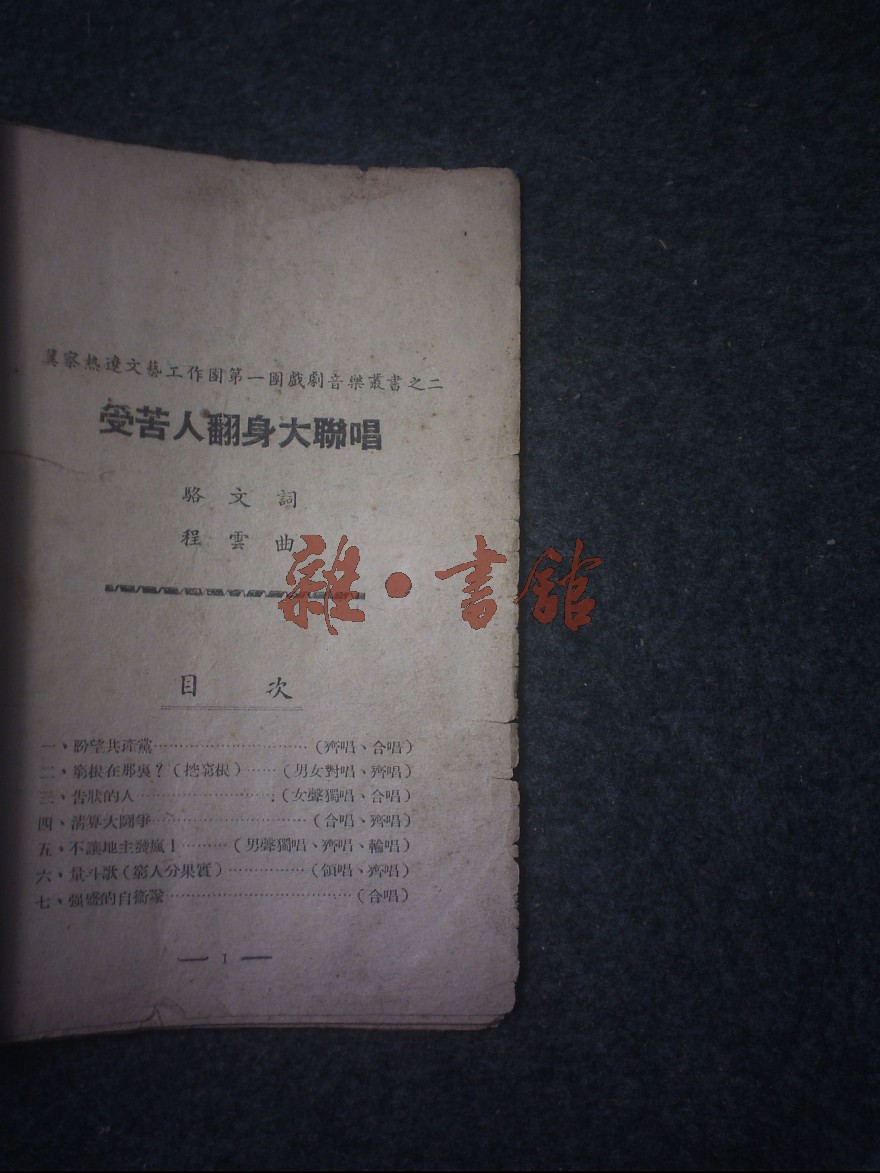 冀察熱遼文藝工作團第一團戲劇音樂叢書之二
受苦人翻身大聯唱
駱文詞
程雲曲
雜·書館
目次
一、盼望共產黨……………………(齊唱、合唱)
二、窮根在那裏？(挖窮根)……(男女對唱、齊唱)
三、告狀的人…………………(女聲獨唱、合唱)
四、清算大鬪爭……………………(合唱、齊唱)
五、不讓地主發瘋！………(男聲獨唱、齊唱、輪唱)
六、量斗歌(窮人分果實)…………(領唱、齊唱)
七、强盛的自衛隊…………………………(合唱)
— 1 —